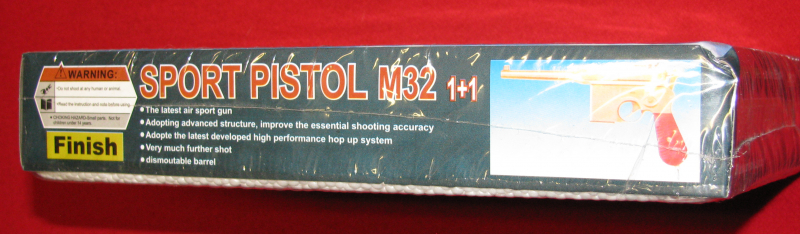 WARNING:
• Do not shoot at any human or animal.
• Read the instruction and rules before using.
● CHOKING HAZARD-Small parts. Not for
children under 14 years.
Finish
SPORT PISTOL M32 1+1
● The latest air sport gun
● Adopting advanced structure, improve the essential shooting accuracy
● Adopte the latest developed high performance hop up system
● Very much further shot
● dismoutable barrel